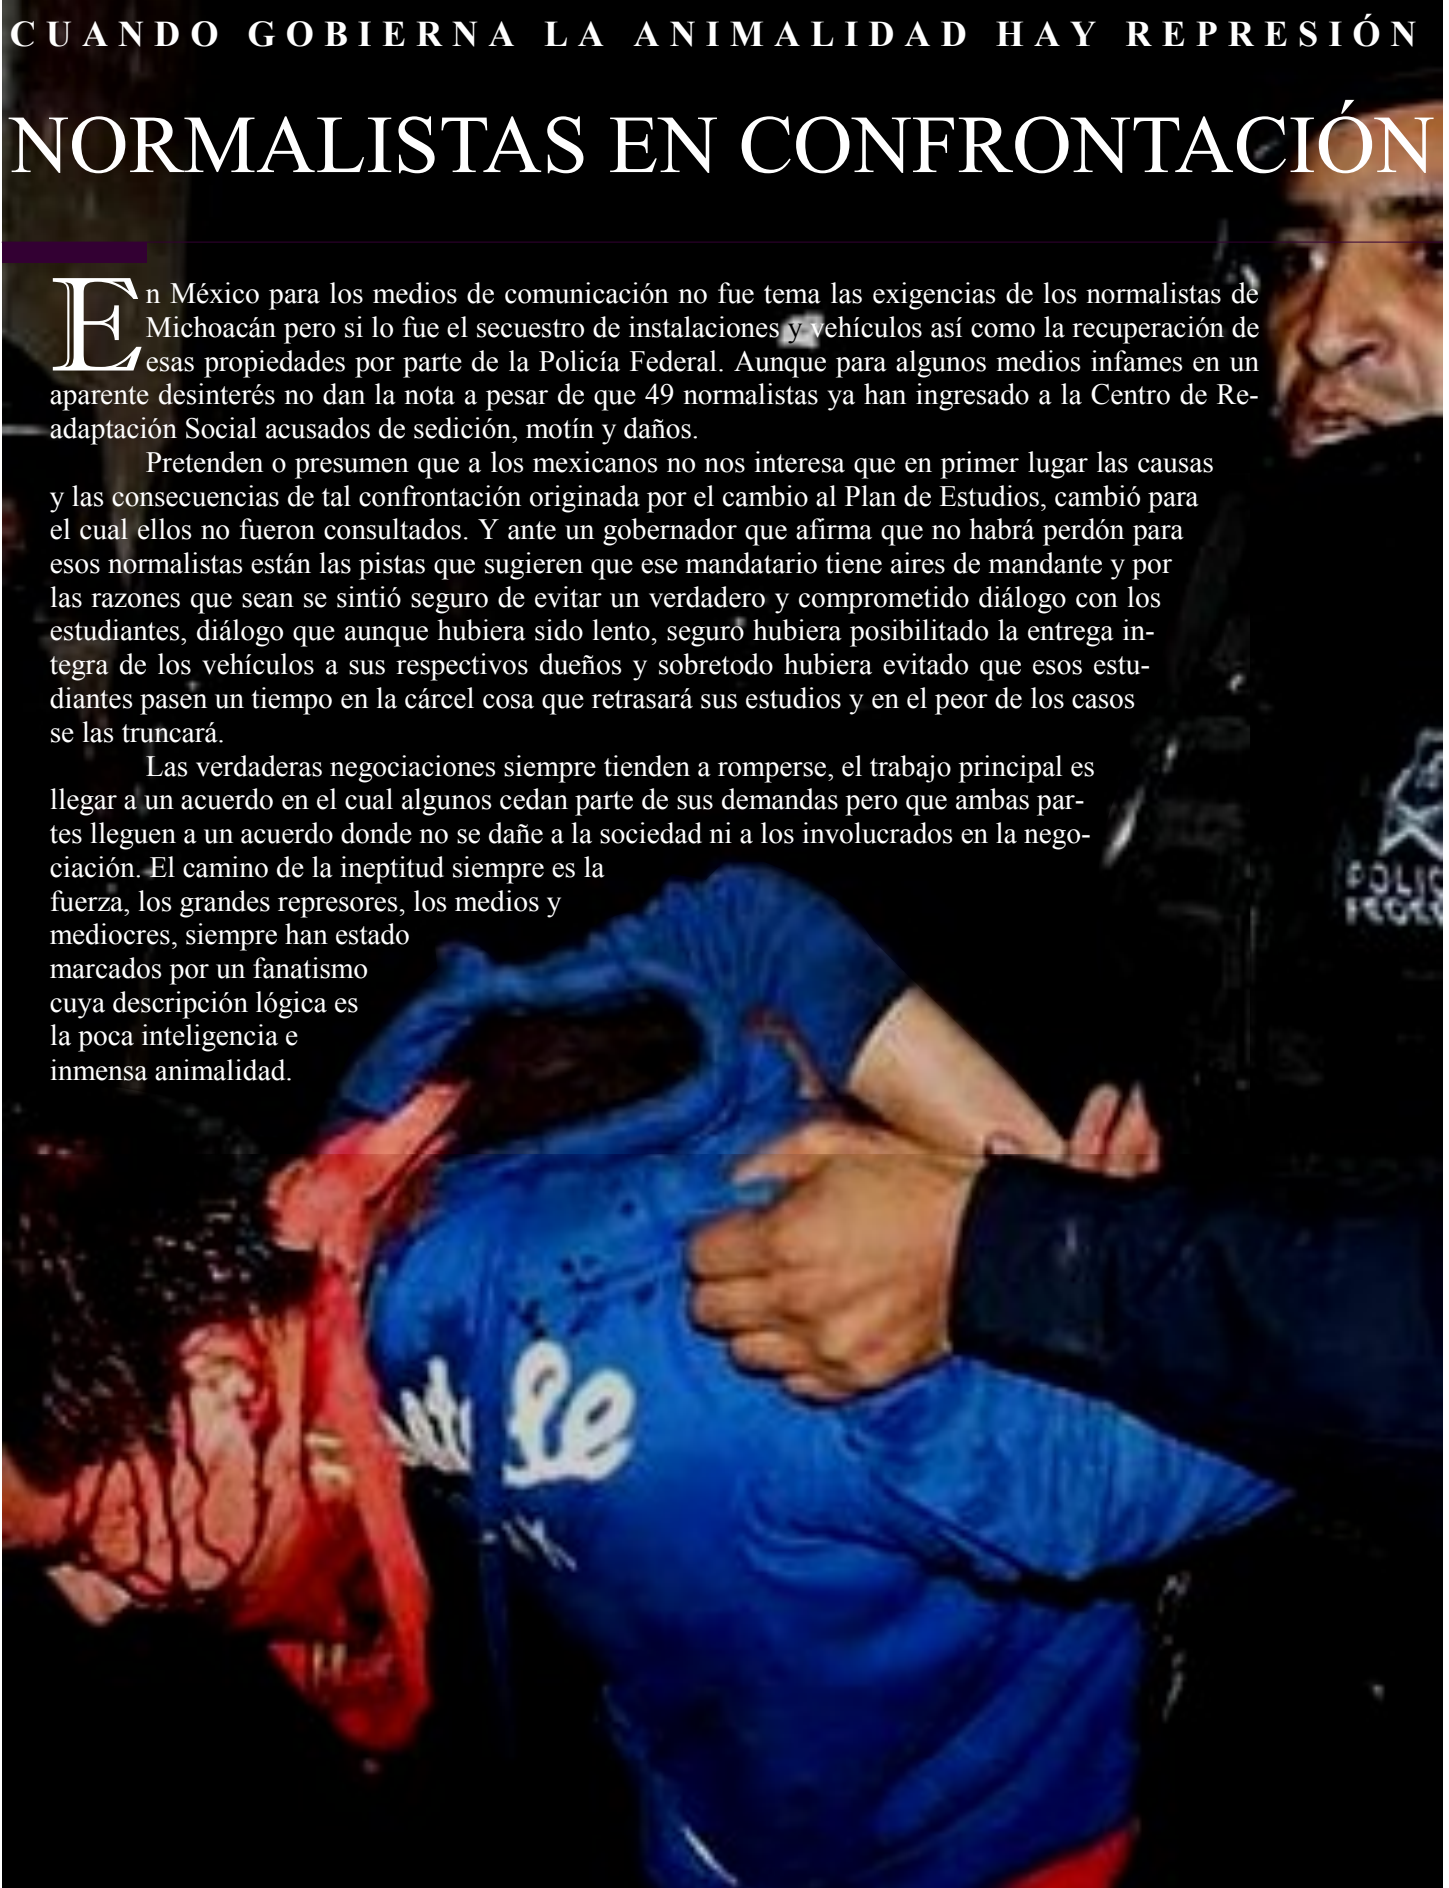 CUANDO GOBIERNA LA ANIMALIDAD HAY REPRESIÓN
NORMALISTAS EN CONFRONTACIÓN
En México para los medios de comunicación no fue tema las exigencias de los normalistas de
Michoacán pero si lo fue el secuestro de instalaciones y vehículos así como la recuperación de
esas propiedades por parte de la Policía Federal. Aunque para algunos medios infames en un
aparente desinterés no dan la nota a pesar de que 49 normalistas ya han ingresado a la Centro de Re-
adaptación Social acusados de sedición, motín y daños.
Pretenden o presumen que a los mexicanos no nos interesa que en primer lugar las causas
y las consecuencias de tal confrontación originada por el cambio al Plan de Estudios, cambió para
el cual ellos no fueron consultados. Y ante un gobernador que afirma que no habrá perdón para
esos normalistas están las pistas que sugieren que ese mandatario tiene aires de mandante y por
las razones que sean se sintió seguro de evitar un verdadero y comprometido diálogo con los
estudiantes, diálogo que aunque hubiera sido lento, seguro hubiera posibilitado la entrega in-
tegra de los vehículos a sus respectivos dueños y sobretodo hubiera evitado que esos estu-
diantes pasen un tiempo en la cárcel cosa que retrasará sus estudios y en el peor de los casos
se las truncará.
Las verdaderas negociaciones siempre tienden a romperse, el trabajo principal es
llegar a un acuerdo en el cual algunos cedan parte de sus demandas pero que ambas par-
tes lleguen a un acuerdo donde no se dañe a la sociedad ni a los involucrados en la nego-
ciación. El camino de la ineptitud siempre es la
fuerza, los grandes represores, los medios y
mediocres, siempre han estado
marcados por un fanatismo
cuya descripción lógica es
la poca inteligencia e
inmensa animalidad.